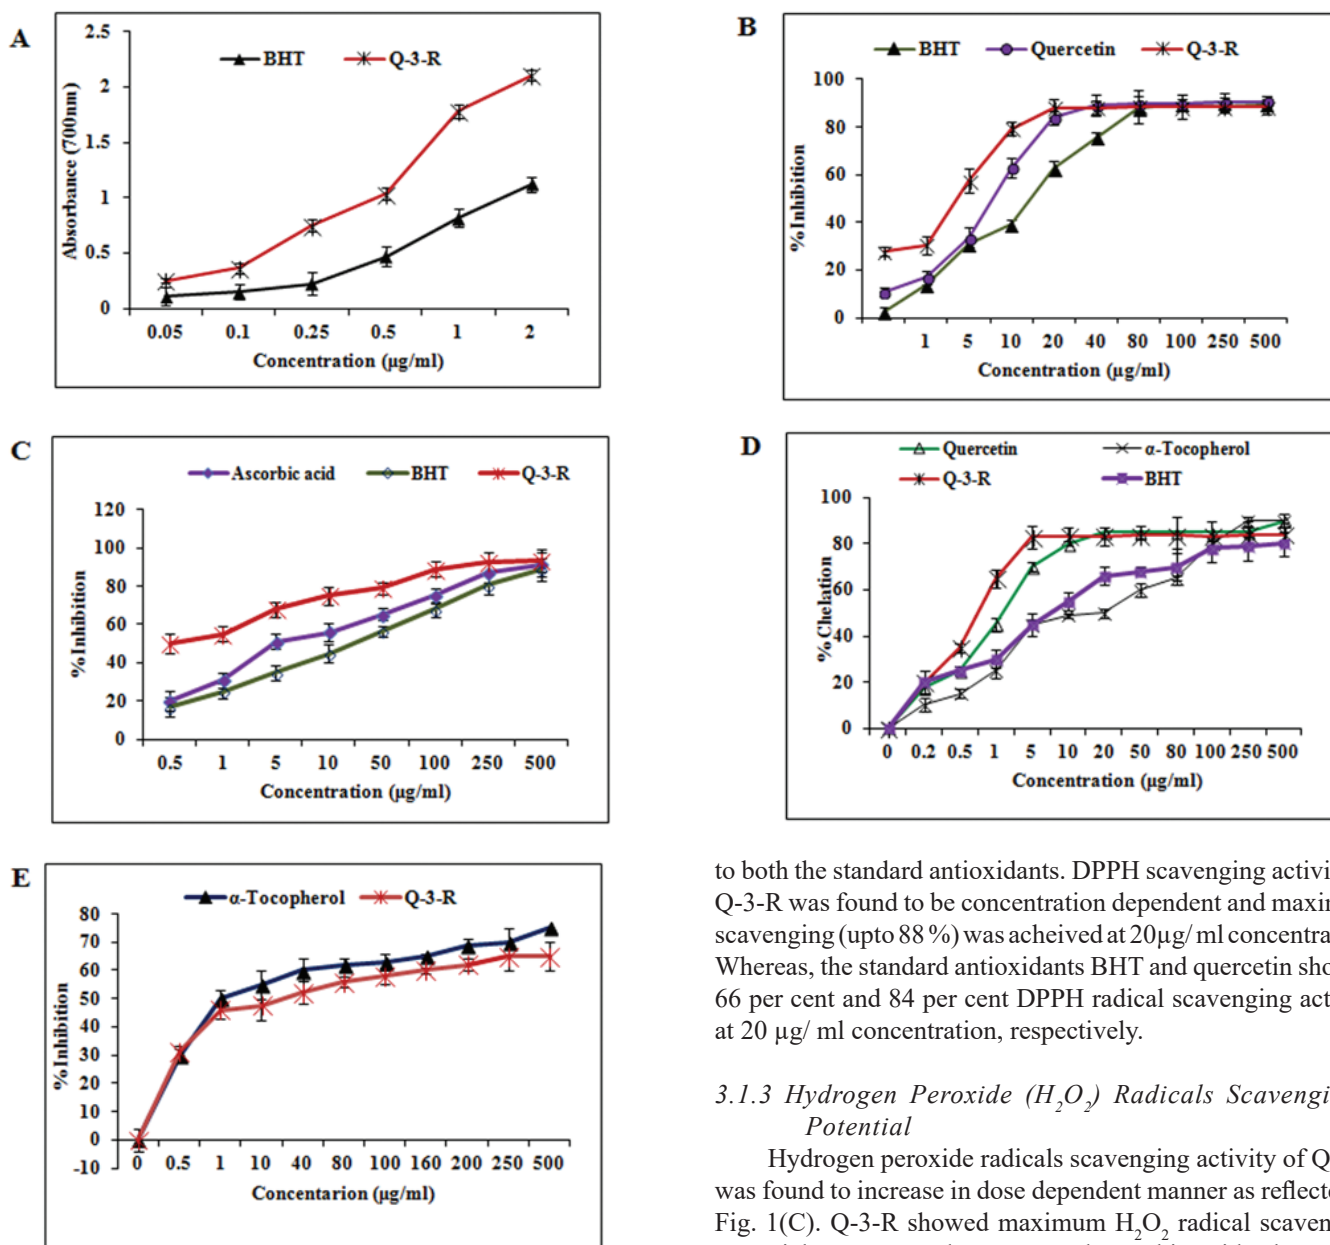 A
2.5
BHT
Q-3-R
2
1.5
1
0.5
0
Absorbance (700nm)
0.05 0.1 0.25 0.5 1 2
Concentration (µg/ml)
B
BHT Quercetin Q-3-R
100
80
60
40
20
0
%Inhibition
1 5 10 20 40 80 100 250 500
Concentration (µg/ml)
C
Ascorbic acid BHT Q-3-R
120
100
80
60
40
20
0
%Inhibition
0.5 1 5 10 50 100 250 500
Concentration (µg/ml)
D
Quercetin α-Tocopherol
Q-3-R BHT
100
80
60
40
20
0
%Chelation
0 0.2 0.5 1 5 10 20 50 80 100 250 500
Concentration (µg/ml)
E
α-Tocopherol Q-3-R
80
70
60
50
40
30
20
10
0
-10
%Inhibition
0 0.5 1 10 40 80 100 160 200 250 500
Concentarion (µg/ml)
to both the standard antioxidants. DPPH scavenging activi
Q-3-R was found to be concentration dependent and maxin
scavenging (upto 88 %) was acheived at 20µg/ ml concentra
Whereas, the standard antioxidants BHT and quercetin sho
66 per cent and 84 per cent DPPH radical scavenging act
at 20 µg/ ml concentration, respectively.
3.1.3 Hydrogen Peroxide (H2O2) Radicals Scavengi
Potential
Hydrogen peroxide radicals scavenging activity of Q
was found to increase in dose dependent manner as reflecte
Fig. 1(C). Q-3-R showed maximum H2O2 radical scaven